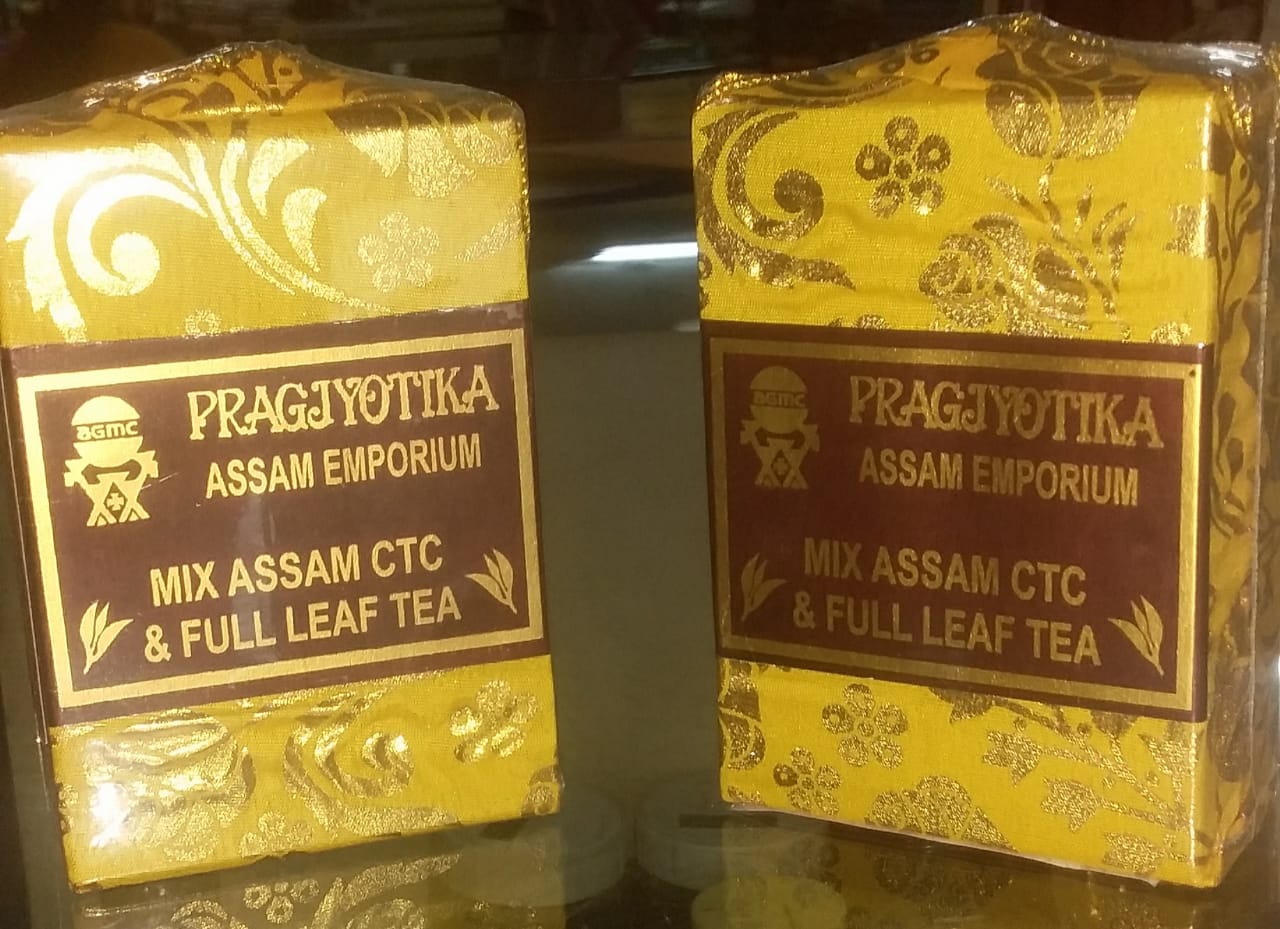 aGmc
PRAGJYOTIKA
ASSAM EMPORIUM
MIX ASSAM CTC
& FULL LEAF TEA
aGmc
PRAGJYOTIKA
ASSAM EMPORIUM
MIX ASSAM CTC
& FULL LEAF TEA